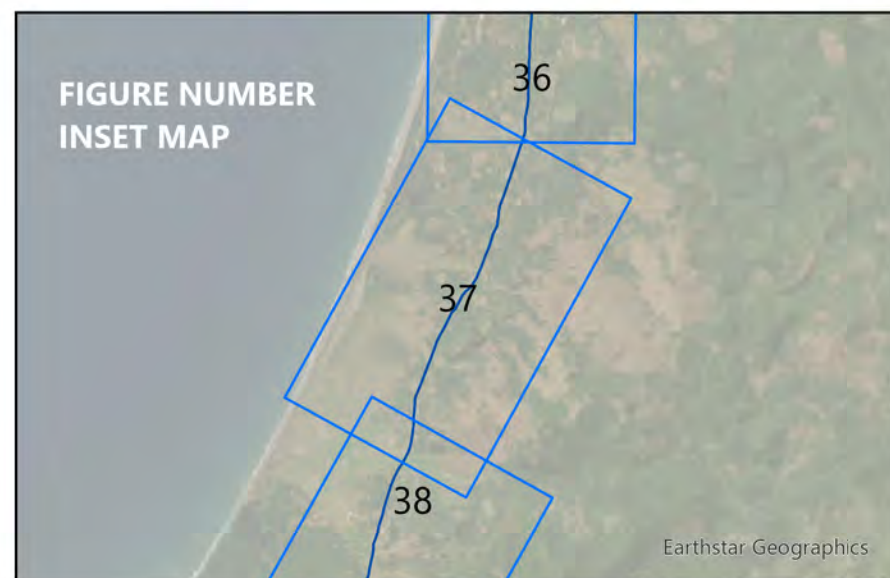 FIGURE NUMBER
INSET MAP
36
37
38
Earthstar Geographics